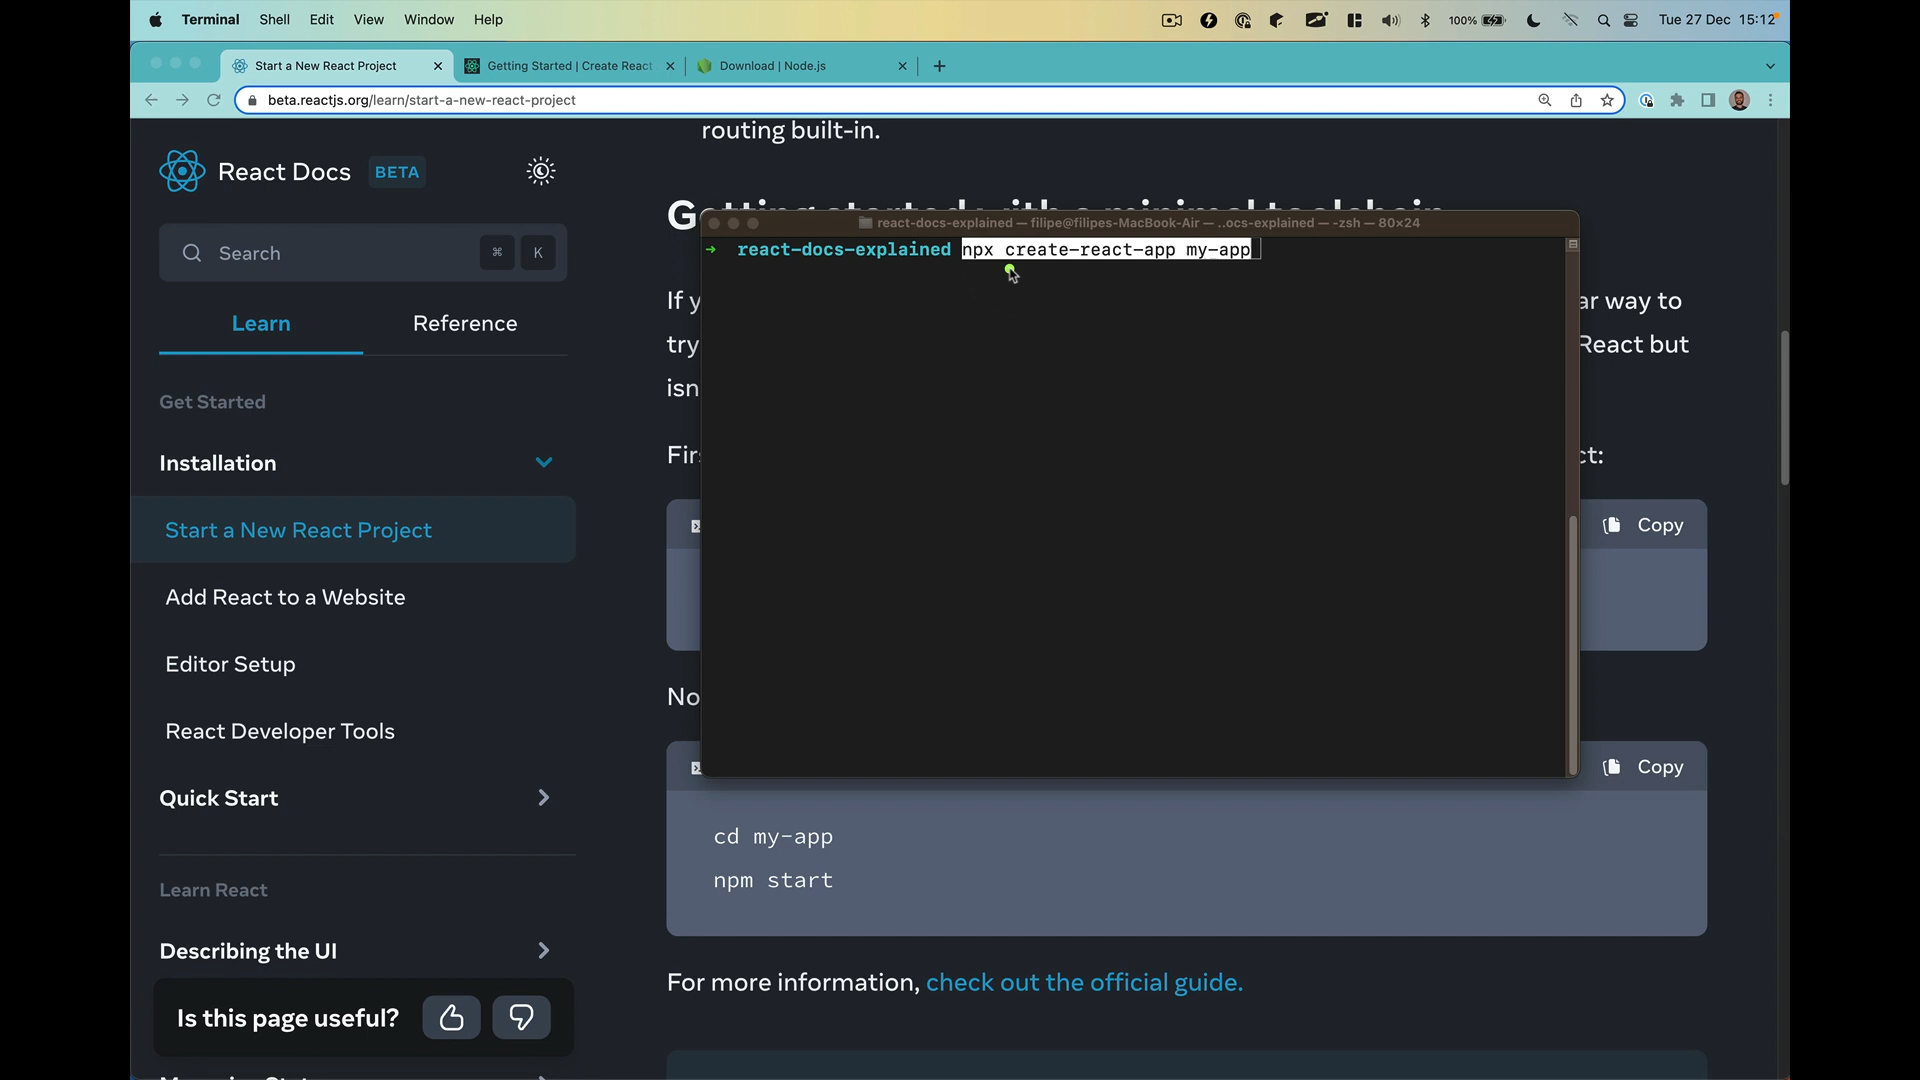 Terminal Shell Edit View Window Help
100% Tue 27 Dec 15:12
Start a New React Project
Getting Started | Create React
Download | Node.js
beta.reactjs.org/learn/start-a-new-react-project
routing built-in.
React Docs BETA
react-docs-explained — filipe@filipes-MacBook-Air — ..ocs-explained — -zsh — 80×24
→ react-docs-explained npx create-react-app my-app
Search ⌘ K
If y
ar way to
Learn Reference
try
React but
isn
Get Started
Fir
ct:
Installation
Start a New React Project
Copy
Add React to a Website
Editor Setup
No
React Developer Tools
Copy
Quick Start
cd my-app
npm start
Learn React
Describing the UI
For more information, check out the official guide.
Is this page useful?